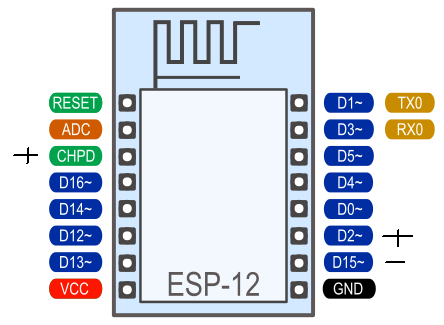 RESET D1~ TX0
ADC D3~ RX0
+ CHPD D5~
D16~ D4~
D14~ D0~
D12~ D2~ +
D13~ D15~ −
VCC ESP-12 GND